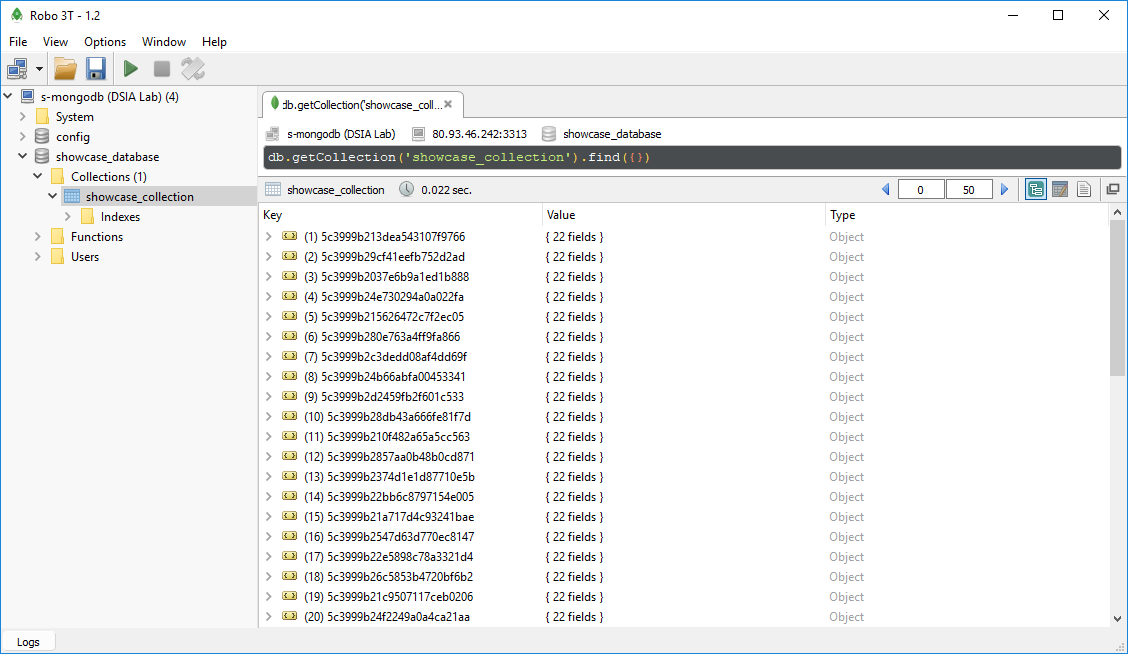 Robo 3T - 1.2
File View Options Window Help
s-mongodb (DSIA Lab) (4)
System
config
showcase_database
Collections (1)
showcase_collection
Indexes
Functions
Users
db.getCollection('showcase_coll...
s-mongodb (DSIA Lab) 80.93.46.242:3313 showcase_database
db.getCollection('showcase_collection').find({})
showcase_collection 0.022 sec. 0 50
Key Value Type
(1) 5c3999b213dea543107f9766 { 22 fields } Object
(2) 5c3999b29cf41eefb752d2ad { 22 fields } Object
(3) 5c3999b2037e6b9a1ed1b888 { 22 fields } Object
(4) 5c3999b24e730294a0a022fa { 22 fields } Object
(5) 5c3999b215626472c7f2ec05 { 22 fields } Object
(6) 5c3999b280e763a4ff9fa866 { 22 fields } Object
(7) 5c3999b2c3dedd08af4dd69f { 22 fields } Object
(8) 5c3999b24b66abfa00453341 { 22 fields } Object
(9) 5c3999b2d2459fb2f601c533 { 22 fields } Object
(10) 5c3999b28db43a666fe81f7d { 22 fields } Object
(11) 5c3999b210f482a65a5cc563 { 22 fields } Object
(12) 5c3999b2857aa0b48b0cd871 { 22 fields } Object
(13) 5c3999b2374d1e1d87710e5b { 22 fields } Object
(14) 5c3999b22bb6c8797154e005 { 22 fields } Object
(15) 5c3999b21a717d4c93241bae { 22 fields } Object
(16) 5c3999b2547d63d770ec8147 { 22 fields } Object
(17) 5c3999b22e5898c78a3321d4 { 22 fields } Object
(18) 5c3999b26c5853b4720bf6b2 { 22 fields } Object
(19) 5c3999b21c9507117ceb0206 { 22 fields } Object
(20) 5c3999b24f2249a0a4ca21aa { 22 fields } Object
Logs